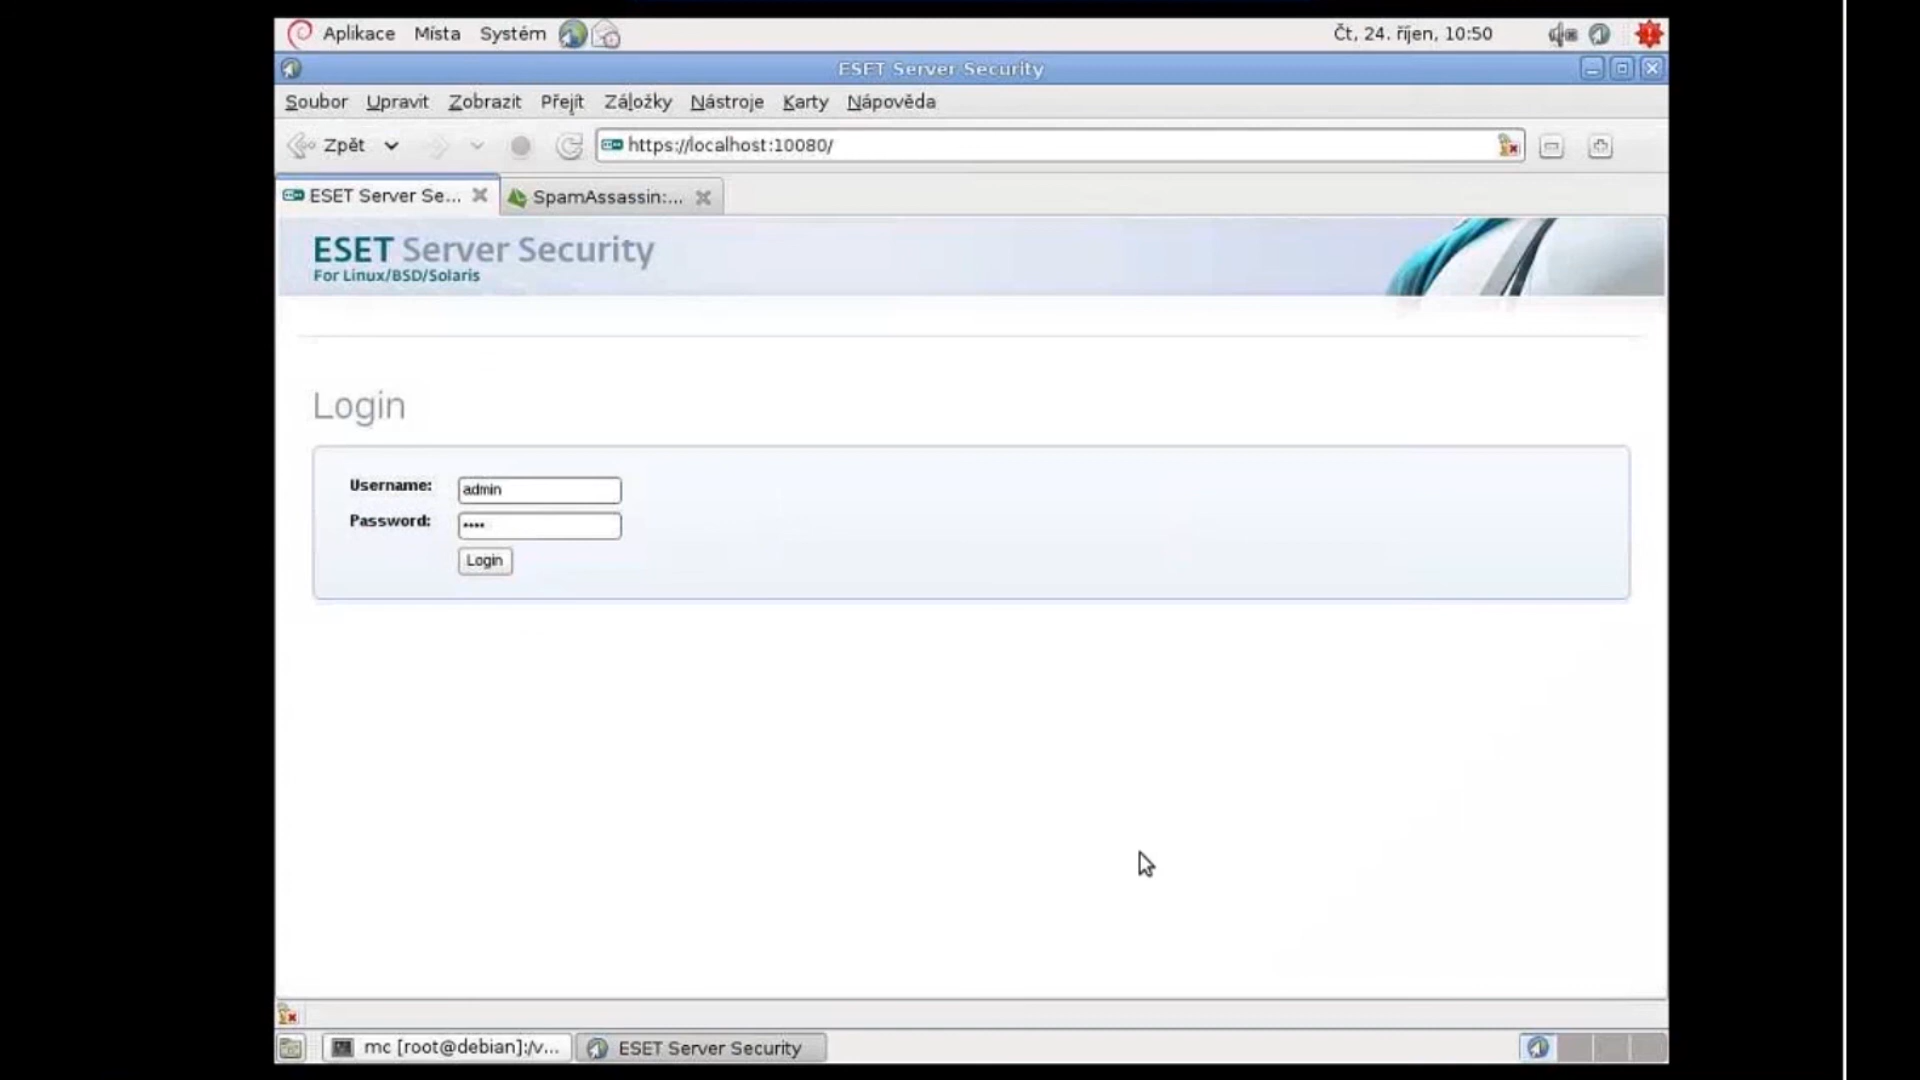 Aplikace Místa Systém Čt, 24. říjen, 10:50
ESET Server Security
Soubor Upravit Zobrazit Přejít Záložky Nástroje Karty Nápověda
Zpět https://localhost:10080/
ESET Server Se... SpamAssassin:...
ESET Server Security
For Linux/BSD/Solaris
Login
Username: admin
Password: ••••
Login
mc [root@debian]:/v... ESET Server Security